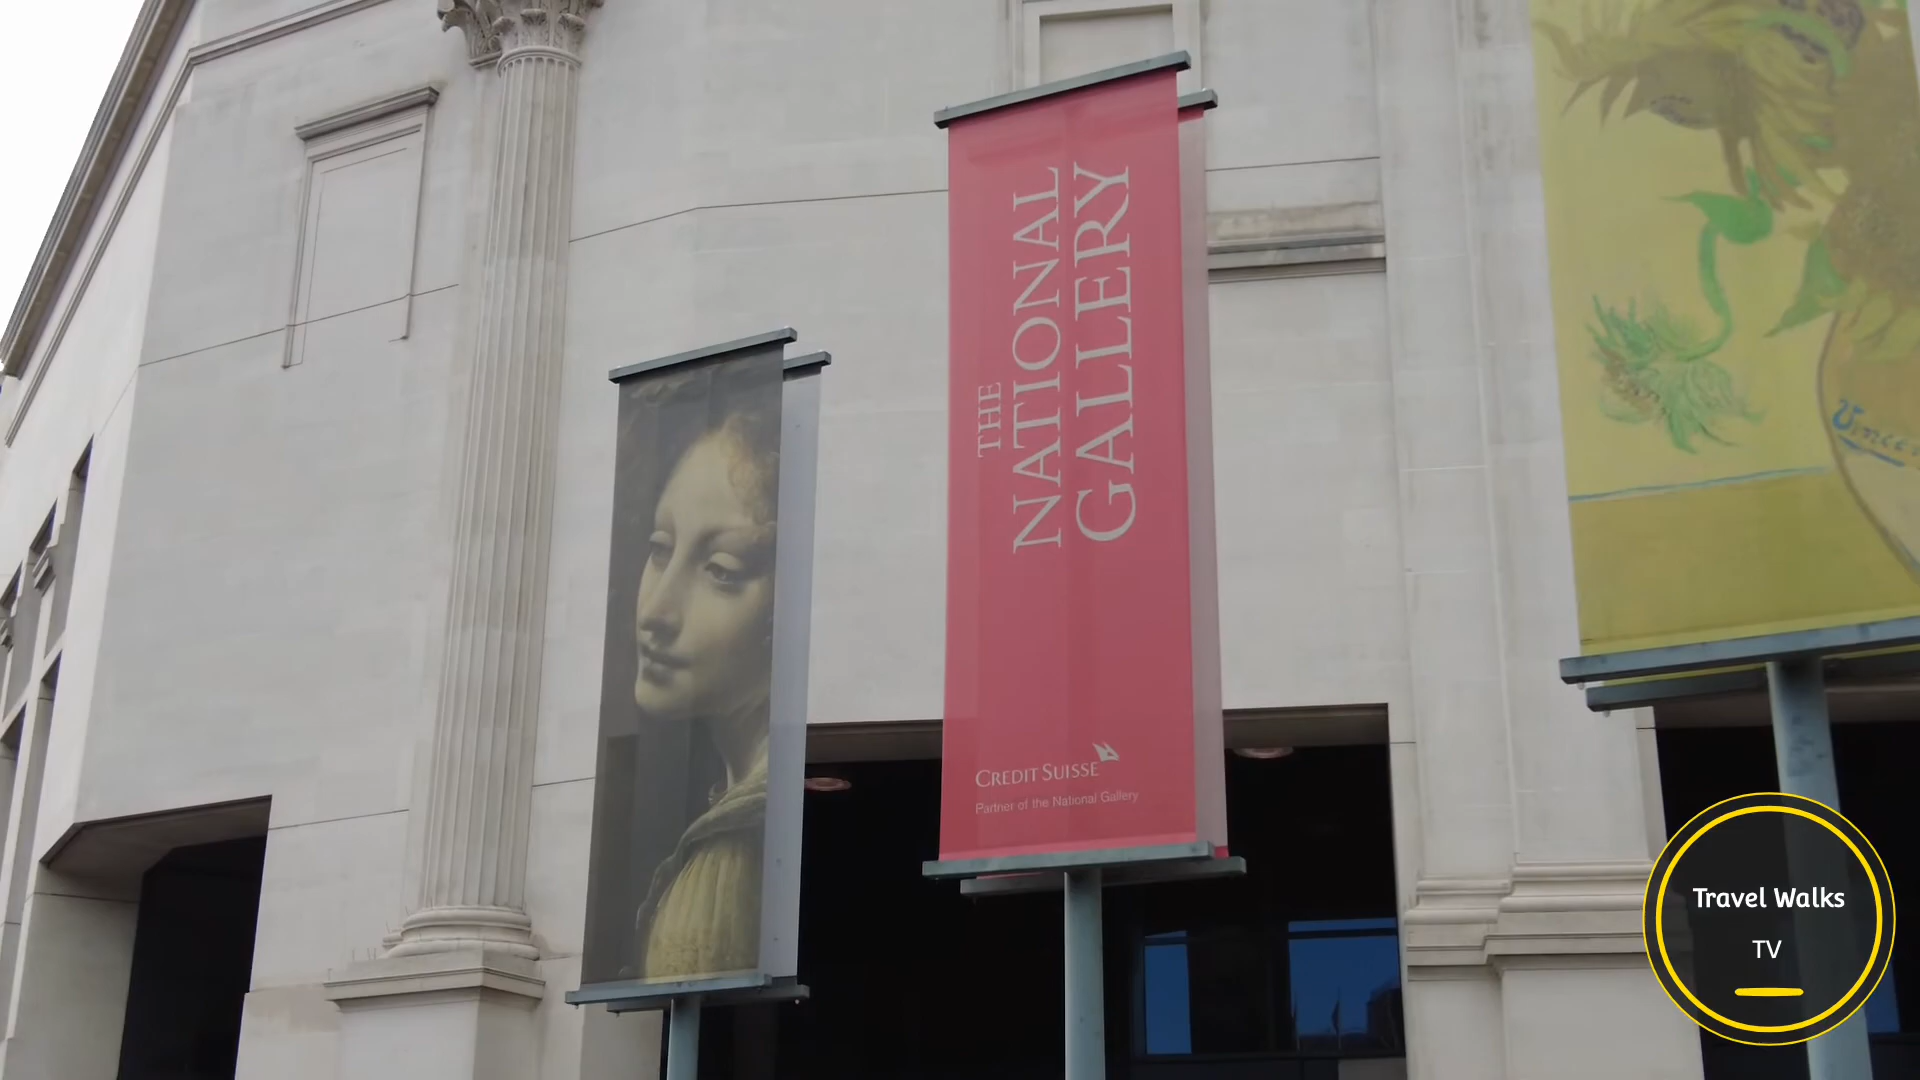 THE
NATIONAL
GALLERY
CREDIT SUISSE
Partner of the National Gallery
Travel Walks
TV